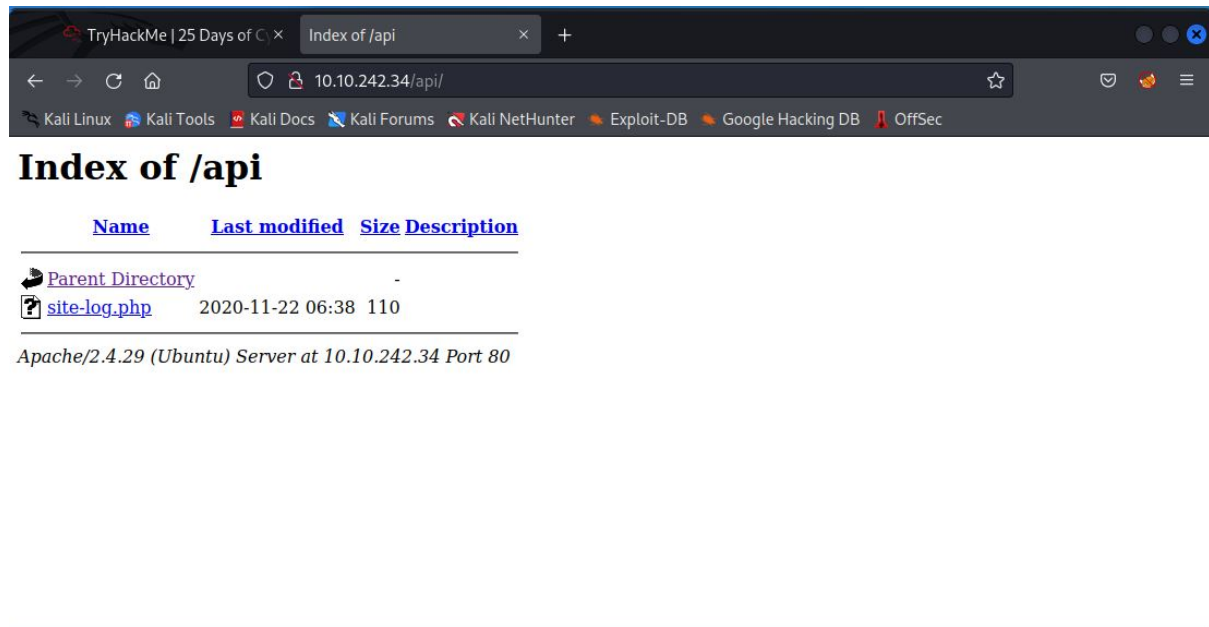 TryHackMe | 25 Days of Cy Index of /api
10.10.242.34/api/
Kali Linux Kali Tools Kali Docs Kali Forums Kali NetHunter Exploit-DB Google Hacking DB OffSec
Index of /api
Name Last modified Size Description
Parent Directory -
site-log.php 2020-11-22 06:38 110
Apache/2.4.29 (Ubuntu) Server at 10.10.242.34 Port 80